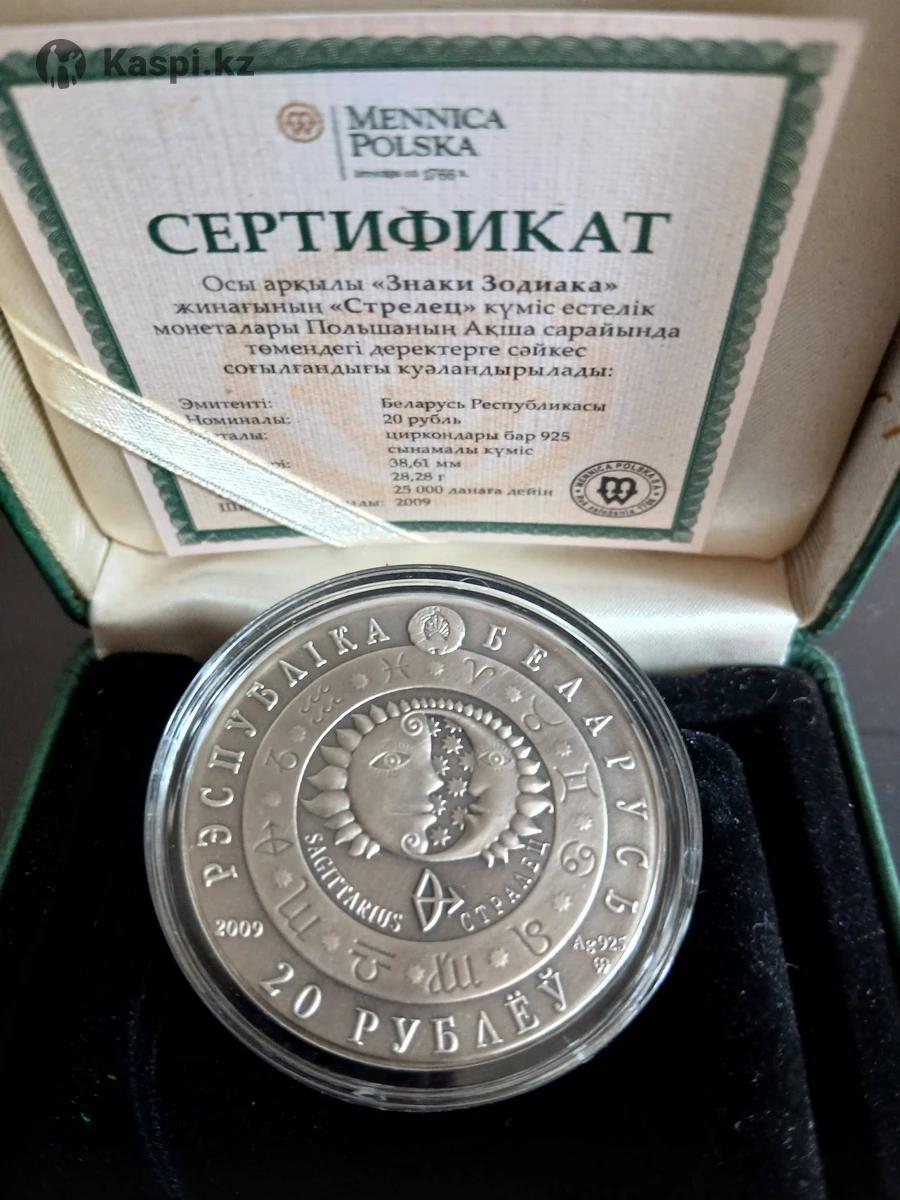 Kaspi.kz
MENNICA
POLSKA
СЕРТИФИКАТ
Осы арқылы «Знаки Зодиака»
жинағының «Стрелец» күміс естелік
монеталары Польшаның Ақша сарайында
төмендегі деректерге сәйкес
соғылғандығы куәландырылады:
Эмитенті: Беларусь Республикасы
Номиналы: 20 рубль
циркондары бар 925
сынамалы күміс
38,61 мм
28,28 г
25 000 данаға дейін
2009
MENNICA POLSKA S.A.
РЭСПУБЛІКА БЕЛАРУСЬ
SAGITTARIUS СТРАЛЕЦ
2009
Ag925
20 РУБЛЁЎ